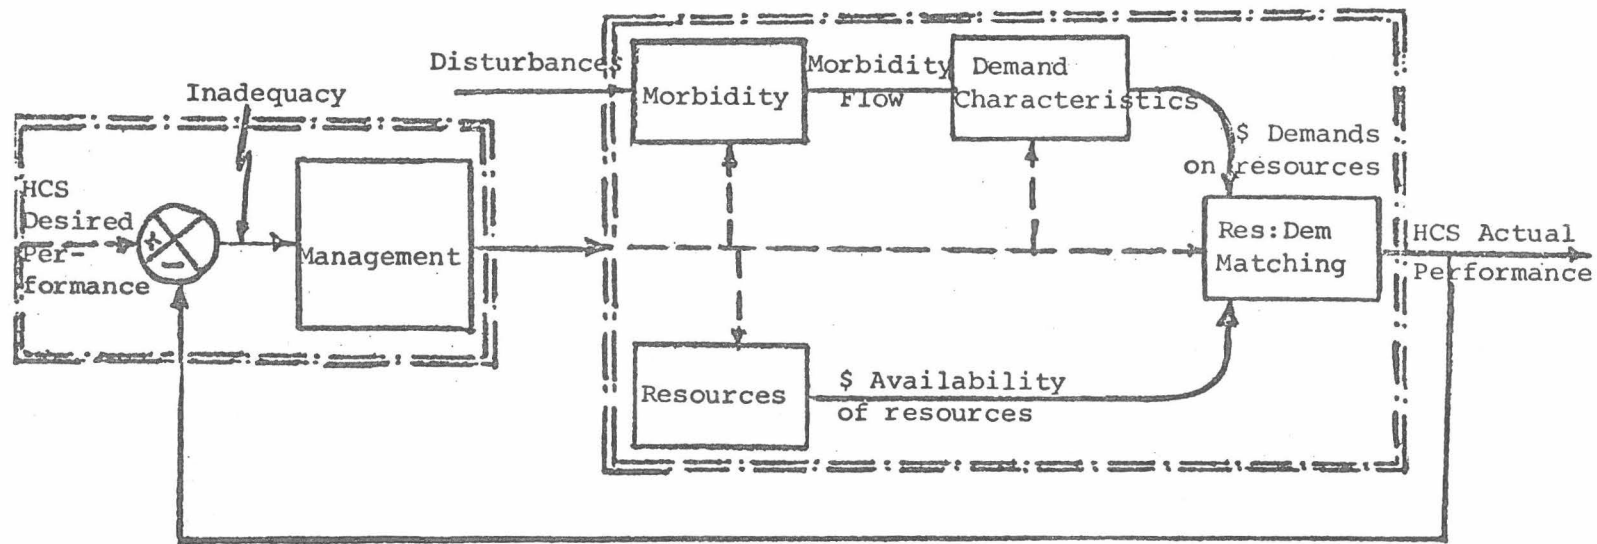 Inadequacy
HCS
Desired
Per-
formance
+
-
Management
Disturbances
Morbidity
Morbidity
Flow
Demand
Characteristics
$ Demands
on resources
Res:Dem
Matching
HCS Actual
Performance
Resources
$ Availability
of resources